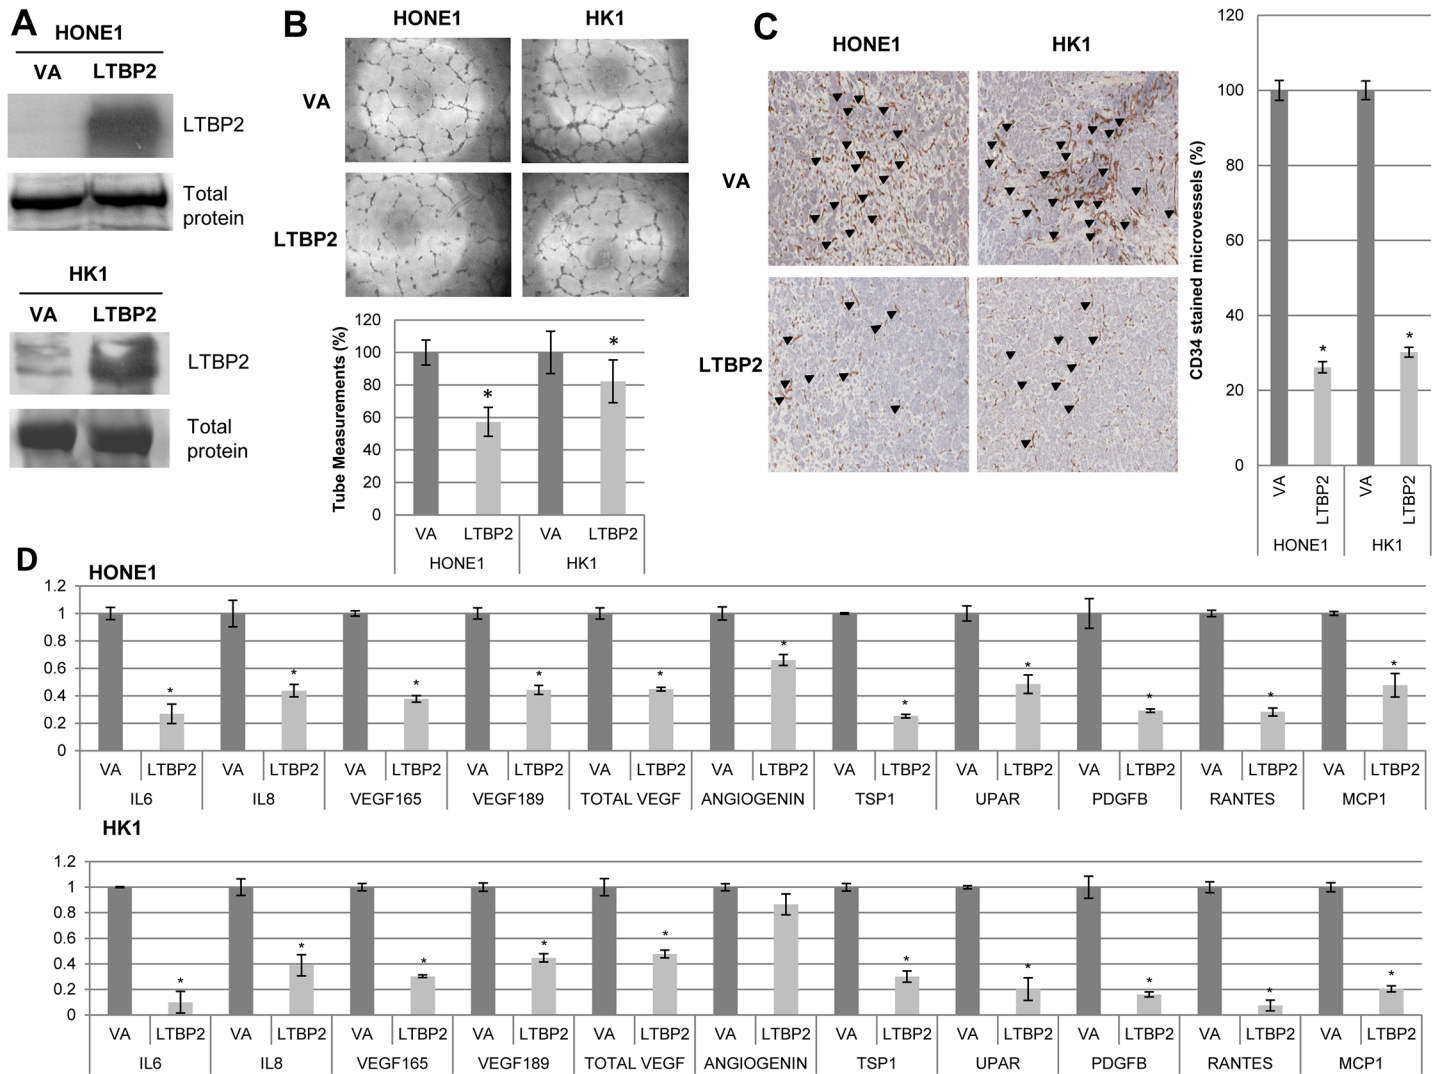 A
HONE1
VA LTBP2
LTBP2
Total
protein
HK1
VA LTBP2
LTBP2
Total
protein
B
HONE1 HK1
VA
LTBP2
Tube Measurements (%)
120
100
80
60
40
20
0
* *
VA LTBP2 VA LTBP2
HONE1 HK1
C
HONE1 HK1
VA
LTBP2
CD34 stained microvessels (%)
120
100
80
60
40
20
0
* *
VA LTBP2 VA LTBP2
HONE1 HK1
D
HONE1
1.2
1
0.8
0.6
0.4
0.2
0
* * * * * * * * * * *
VA LTBP2 VA LTBP2 VA LTBP2 VA LTBP2 VA LTBP2 VA LTBP2 VA LTBP2 VA LTBP2 VA LTBP2 VA LTBP2 VA LTBP2
IL6 IL8 VEGF165 VEGF189 TOTAL VEGF ANGIOGENIN TSP1 UPAR PDGFB RANTES MCP1
HK1
1.2
1
0.8
0.6
0.4
0.2
0
* * * * * * * * * *
VA LTBP2 VA LTBP2 VA LTBP2 VA LTBP2 VA LTBP2 VA LTBP2 VA LTBP2 VA LTBP2 VA LTBP2 VA LTBP2 VA LTBP2
IL6 IL8 VEGF165 VEGF189 TOTAL VEGF ANGIOGENIN TSP1 UPAR PDGFB RANTES MCP1